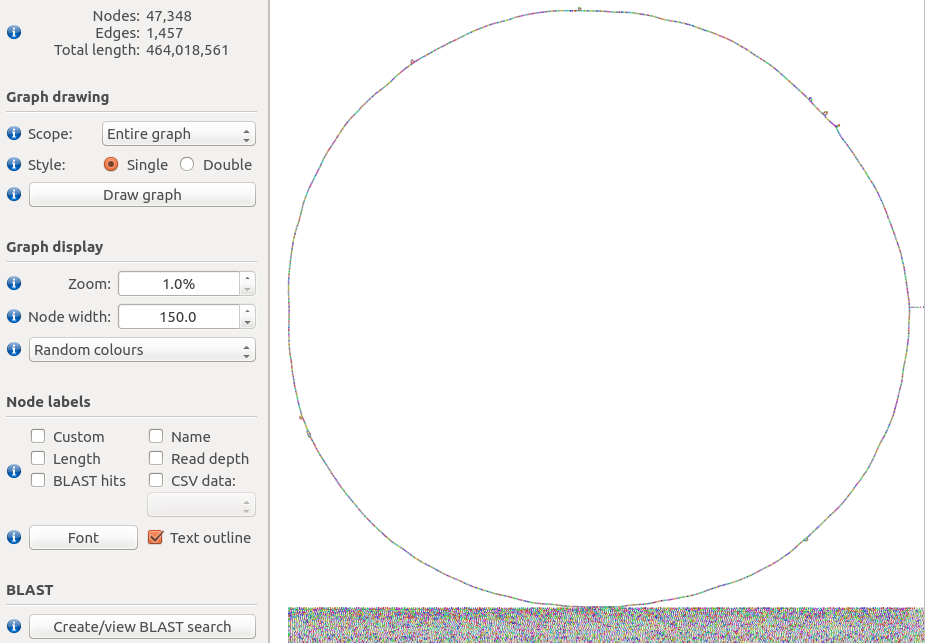 Nodes: 47,348
Edges: 1,457
Total length: 464,018,561
Graph drawing
Scope: Entire graph
Style: Single Double
Draw graph
Graph display
Zoom: 1.0%
Node width: 150.0
Random colours
Node labels
Custom Name
Length Read depth
BLAST hits CSV data:
Font Text outline
BLAST
Create/view BLAST search